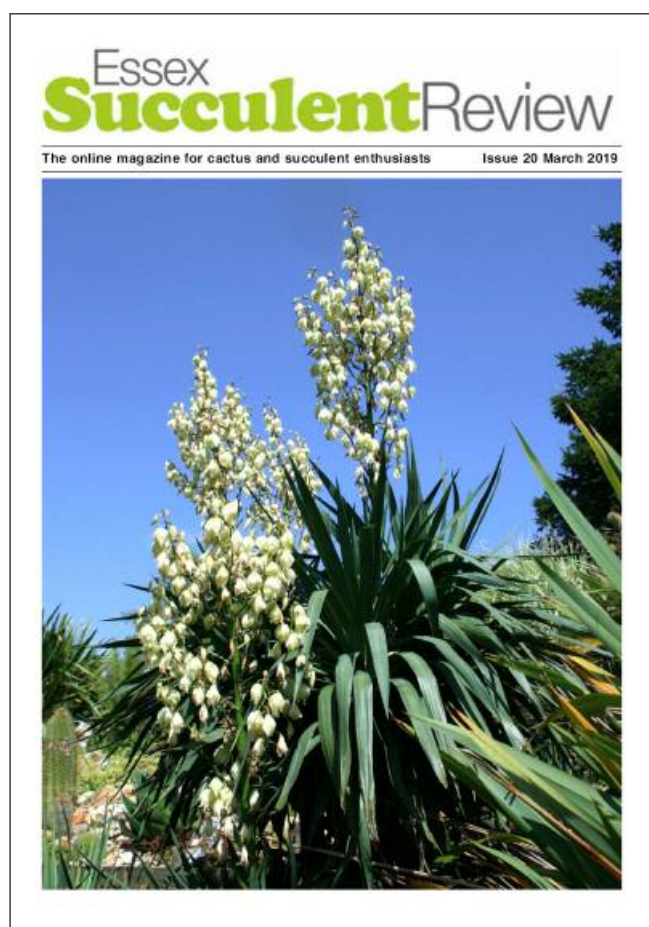 Essex
SucculentReview
The online magazine for cactus and succulent enthusiasts Issue 20 March 2019